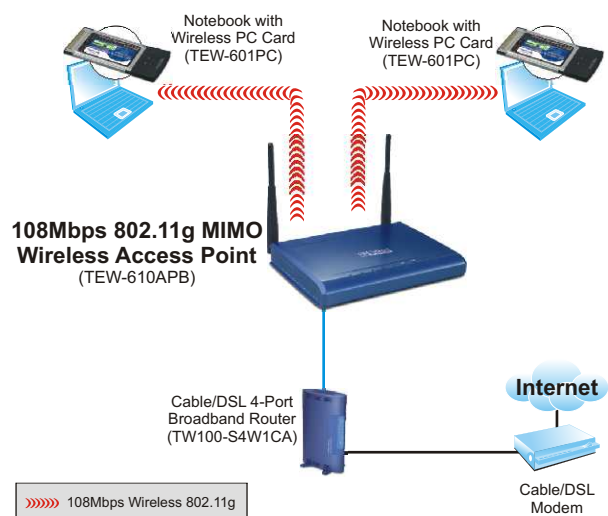 Notebook with
Wireless PC Card
(TEW-601PC)
Notebook with
Wireless PC Card
(TEW-601PC)
108Mbps 802.11g MIMO
Wireless Access Point
(TEW-610APB)
Cable/DSL 4-Port
Broadband Router
(TW100-S4W1CA)
Internet
Cable/DSL
Modem
108Mbps Wireless 802.11g